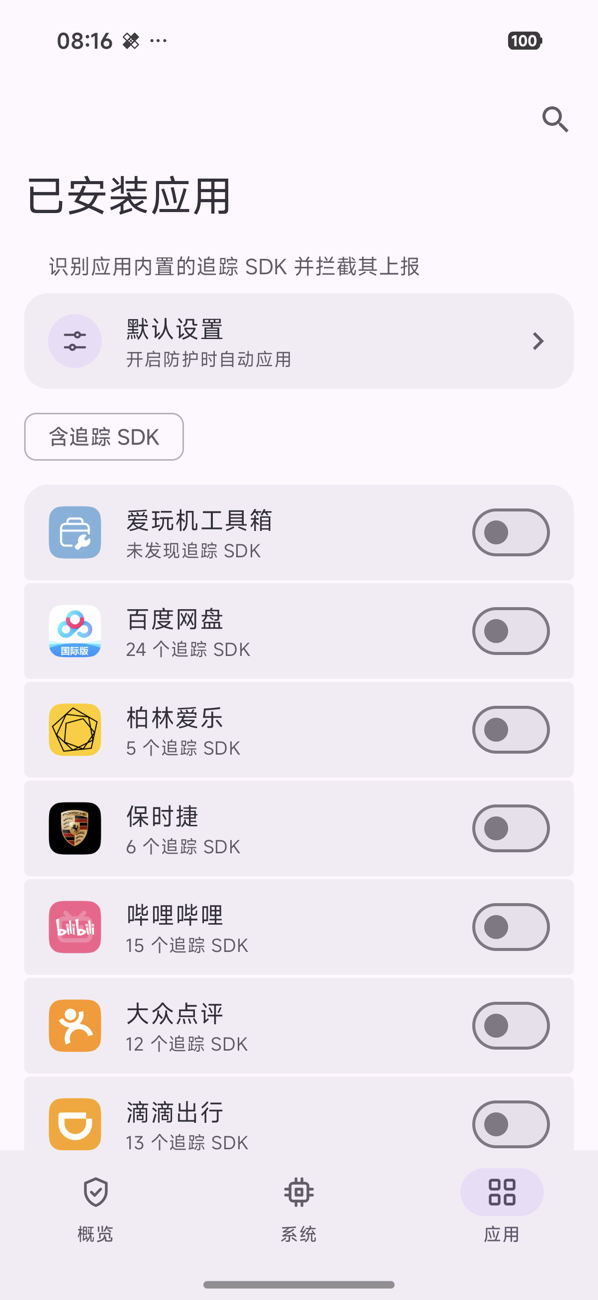 08:16 ···
100
已安装应用
识别应用内置的追踪 SDK 并拦截其上报
默认设置
开启防护时自动应用
含追踪 SDK
爱玩机工具箱
未发现追踪 SDK
百度网盘
国际版
24 个追踪 SDK
柏林爱乐
5 个追踪 SDK
保时捷
6 个追踪 SDK
哔哩哔哩
bilibili
15 个追踪 SDK
大众点评
12 个追踪 SDK
滴滴出行
13 个追踪 SDK
概览
系统
应用